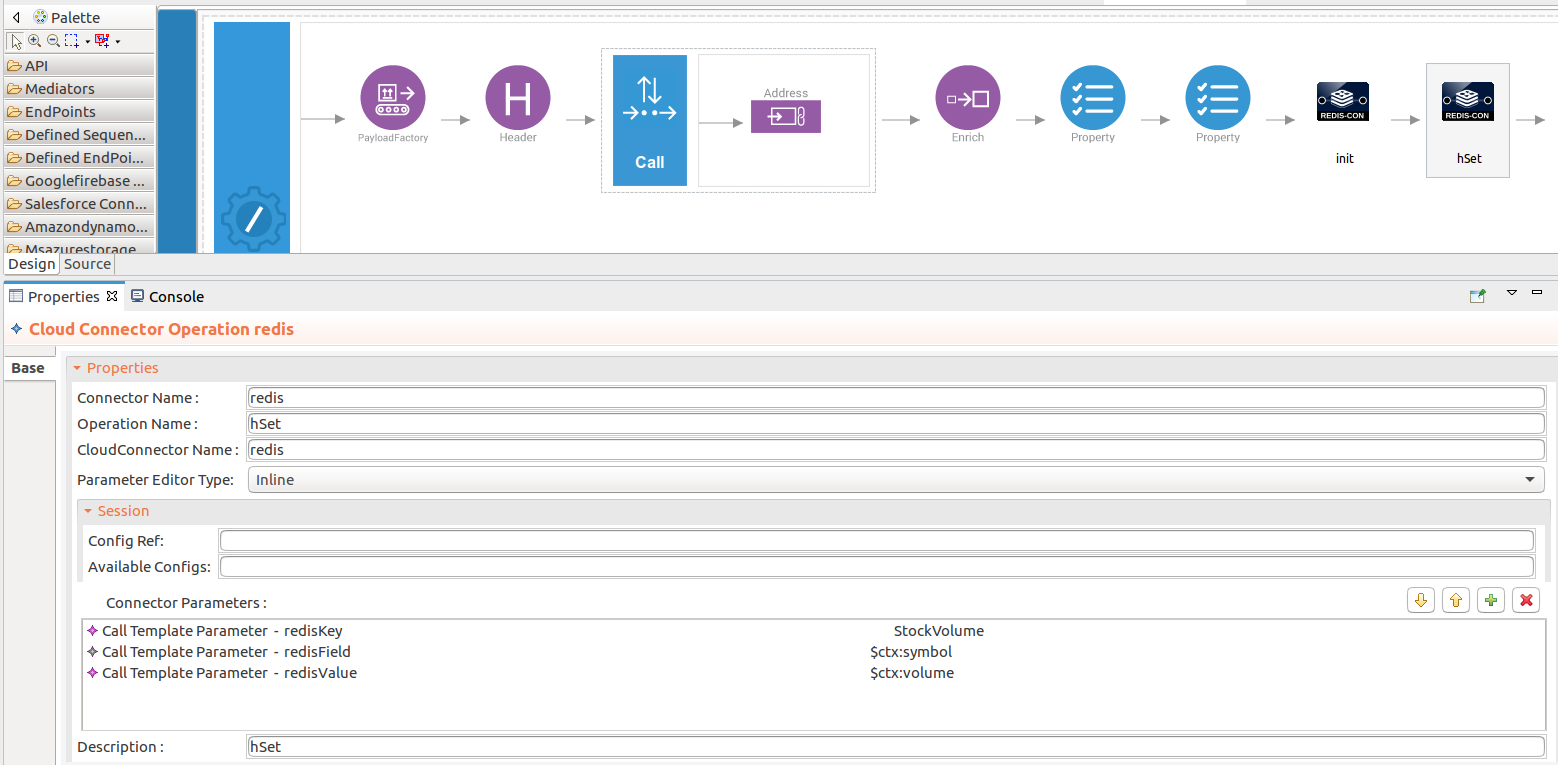 Palette
API
Mediators
EndPoints
Defined Sequen...
Defined EndPoi...
Googlefirebase ...
Salesforce Conn...
Amazondynamo...
Msazurestorage
PayloadFactory
H
Header
Call
Address
Enrich
Property
Property
REDIS-CON
init
REDIS-CON
hSet
Design Source
Properties Console
Cloud Connector Operation redis
Base
Properties
Connector Name : redis
Operation Name : hSet
CloudConnector Name : redis
Parameter Editor Type: Inline
Session
Config Ref:
Available Configs:
Connector Parameters :
Call Template Parameter - redisKey StockVolume
Call Template Parameter - redisField $ctx:symbol
Call Template Parameter - redisValue $ctx:volume
Description : hSet